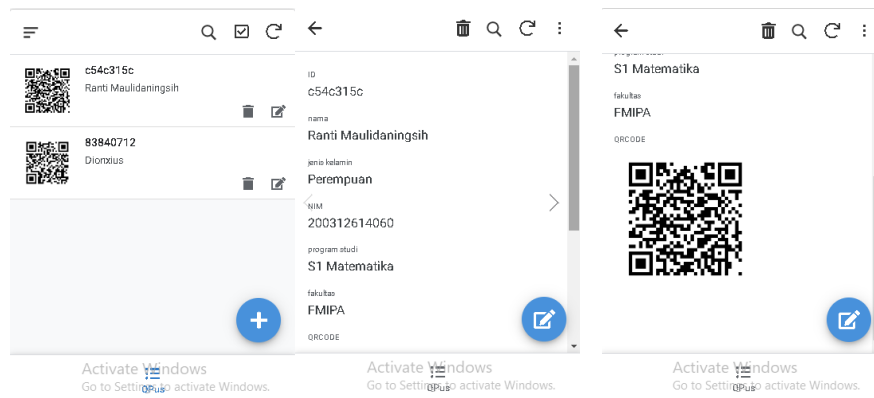 c54c315c
Ranti Maulidaningsih
83840712
Dionxius
Activate Windows
Go to Settings to activate Windows.
QPus
ID
c54c315c
nama
Ranti Maulidaningsih
jenis kelamin
Perempuan
NIM
200312614060
program studi
S1 Matematika
fakultas
FMIPA
QRCODE
Activate Windows
Go to Settings to activate Windows.
QPus
program studi
S1 Matematika
fakultas
FMIPA
QRCODE
Activate Windows
Go to Settings to activate Windows.
QPus